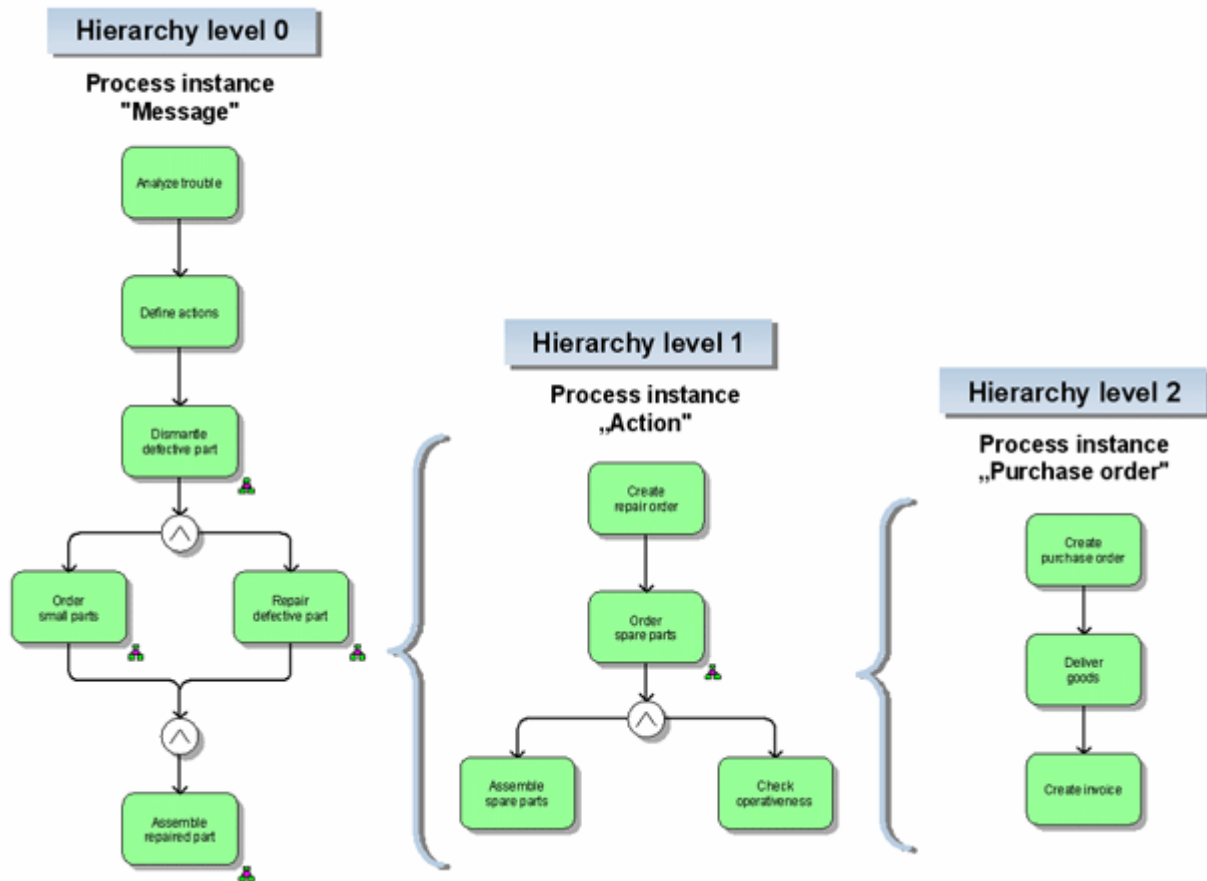 Hierarchy level 0
Process instance
"Message"
Analyze trouble
Define actions
Dismantle
defective part
Order
small parts
Repair
defective part
Assemble
repaired part
Hierarchy level 1
Process instance
„Action"
Create
repair order
Order
spare parts
Assemble
spare parts
Check
operativeness
Hierarchy level 2
Process instance
„Purchase order"
Create
purchase order
Deliver
goods
Create invoice